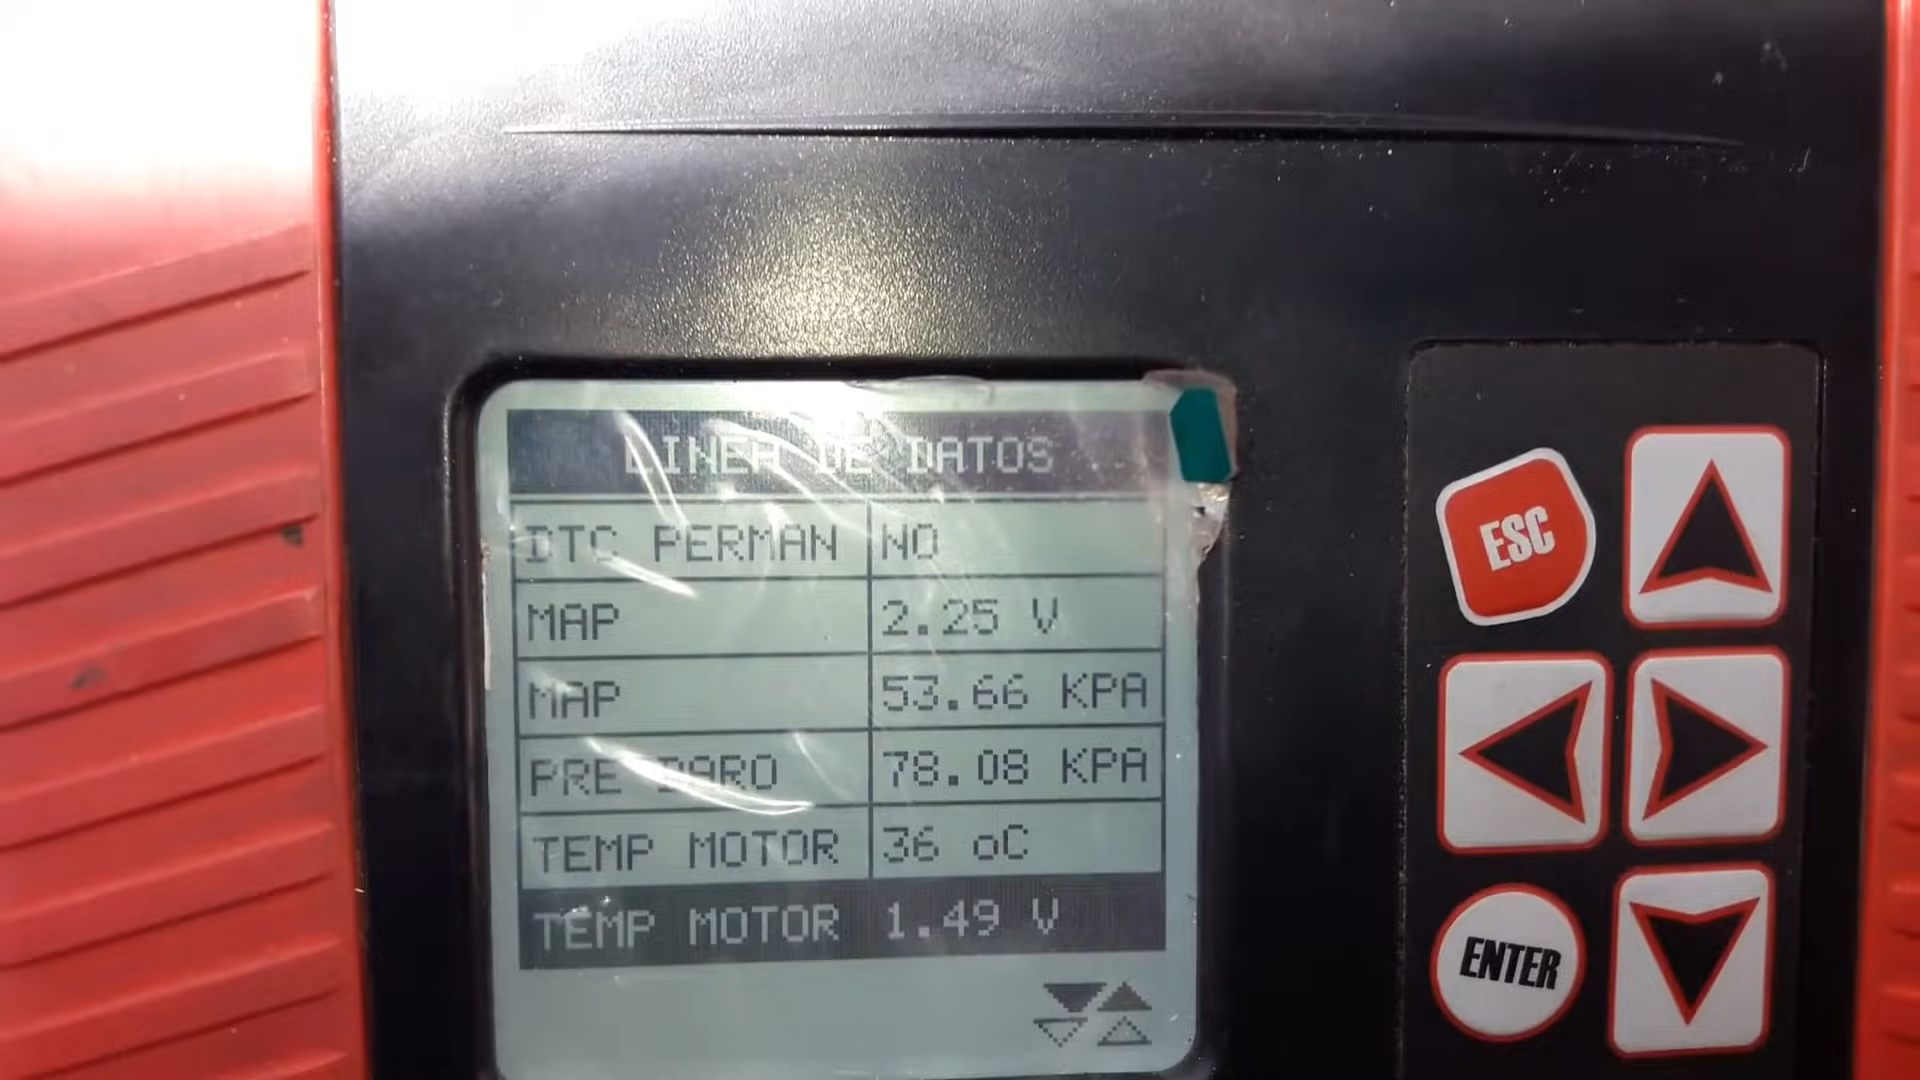 LINEA DE DATOS
DTC PERMAN NO
MAP 2.25 V
MAP 53.66 KPA
PRE BARO 78.08 KPA
TEMP MOTOR 36 oC
TEMP MOTOR 1.49 V
ESC
ENTER